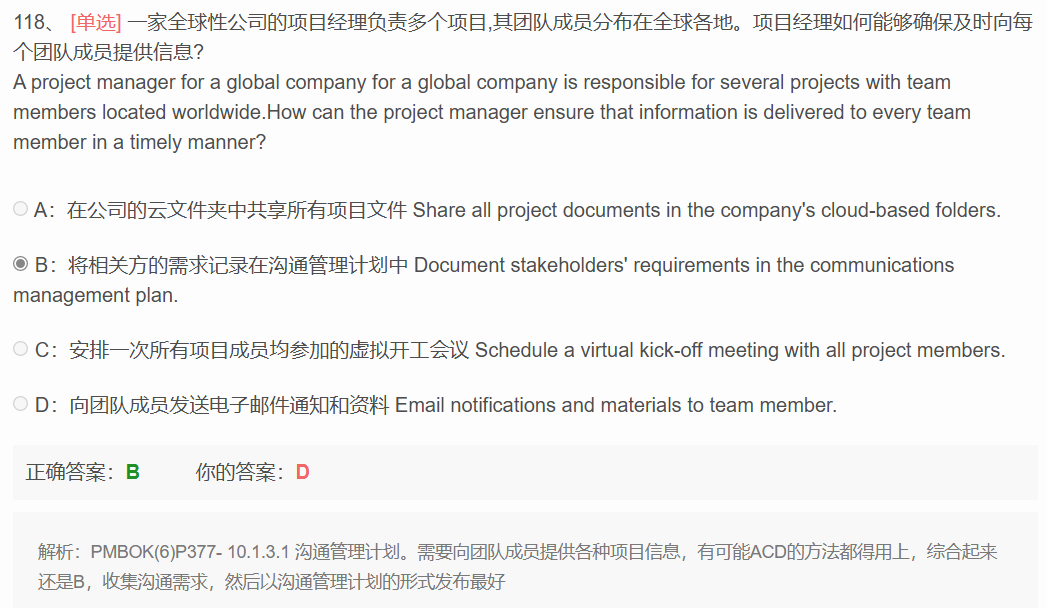 118、 [单选] 一家全球性公司的项目经理负责多个项目,其团队成员分布在全球各地。项目经理如何能够确保及时向每
个团队成员提供信息?
A project manager for a global company for a global company is responsible for several projects with team
members located worldwide.How can the project manager ensure that information is delivered to every team
member in a timely manner?
A：在公司的云文件夹中共享所有项目文件 Share all project documents in the company's cloud-based folders.
B：将相关方的需求记录在沟通管理计划中 Document stakeholders' requirements in the communications
management plan.
C：安排一次所有项目成员均参加的虚拟开工会议 Schedule a virtual kick-off meeting with all project members.
D：向团队成员发送电子邮件通知和资料 Email notifications and materials to team member.
正确答案：B 你的答案：D
解析：PMBOK(6)P377- 10.1.3.1 沟通管理计划。需要向团队成员提供各种项目信息，有可能ACD的方法都得用上，综合起来
还是B，收集沟通需求，然后以沟通管理计划的形式发布最好